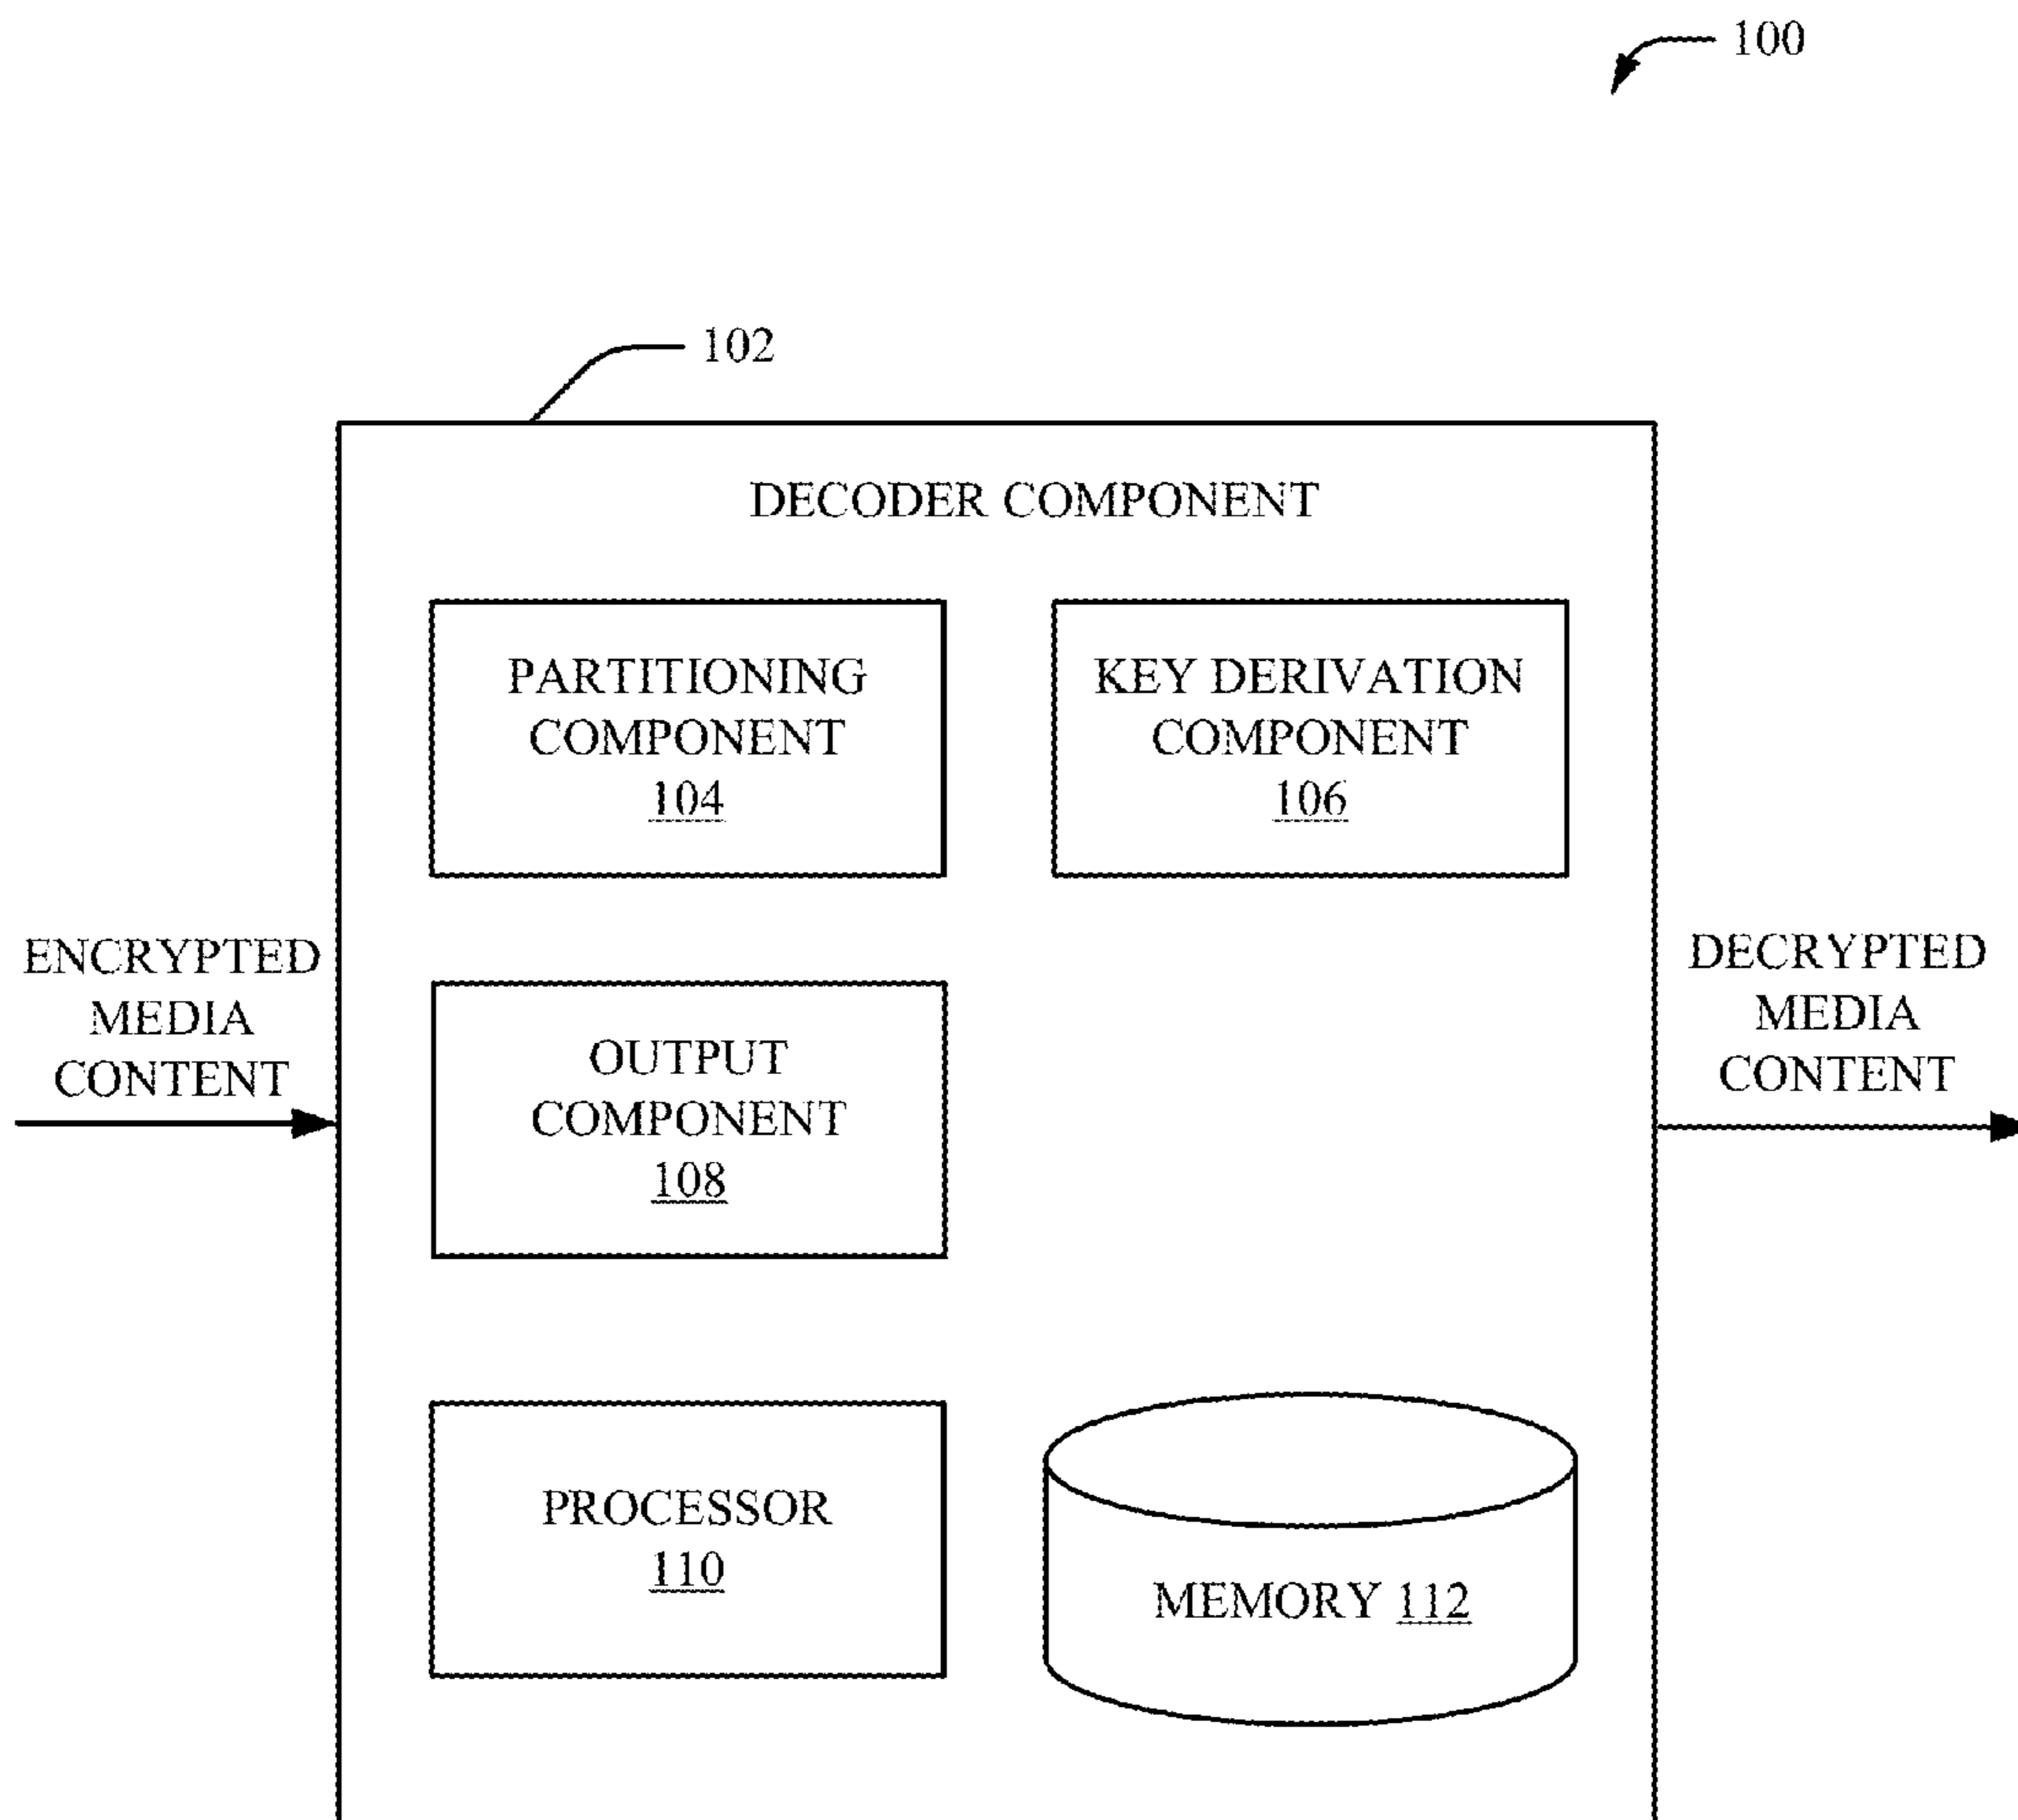 100
102
DECODER COMPONENT
PARTITIONING
COMPONENT
104
KEY DERIVATION
COMPONENT
106
ENCRYPTED
MEDIA
CONTENT
OUTPUT
COMPONENT
108
DECRYPTED
MEDIA
CONTENT
PROCESSOR
110
MEMORY 112